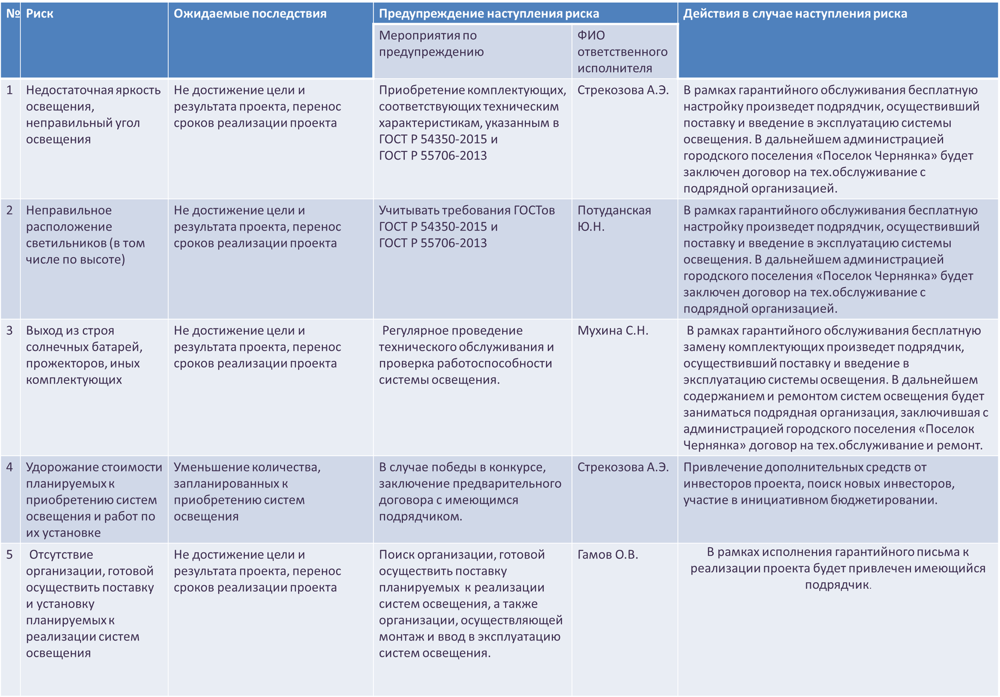 №
Риск
Ожидаемые последствия
Предупреждение наступления риска
Действия в случае наступления риска
Мероприятия по
предупреждению
ФИО
ответственного
исполнителя
1
Недостаточная яркость
освещения,
неправильный угол
освещения
Не достижение цели и
результата проекта, перенос
сроков реализации проекта
Приобретение комплектующих,
соответствующих техническим
характеристикам, указанным в
ГОСТ Р 54350-2015 и
ГОСТ Р 55706-2013
Стрекозова А.Э.
В рамках гарантийного обслуживания бесплатную
настройку произведет подрядчик, осуществивший
поставку и введение в эксплуатацию системы
освещения. В дальнейшем администрацией
городского поселения «Поселок Чернянка» будет
заключен договор на тех.обслуживание с
подрядной организацией.
2
Неправильное
расположение
светильников (в том
числе по высоте)
Не достижение цели и
результата проекта, перенос
сроков реализации проекта
Учитывать требования ГОСТов
ГОСТ Р 54350-2015 и
ГОСТ Р 55706-2013
Потуданская
Ю.Н.
В рамках гарантийного обслуживания бесплатную
настройку произведет подрядчик, осуществивший
поставку и введение в эксплуатацию системы
освещения. В дальнейшем администрацией
городского поселения «Поселок Чернянка» будет
заключен договор на тех.обслуживание с
подрядной организацией.
3
Выход из строя
солнечных батарей,
прожекторов, иных
комплектующих
Не достижение цели и
результата проекта, перенос
сроков реализации проекта
Регулярное проведение
технического обслуживания и
проверка работоспособности
системы освещения.
Мухина С.Н.
В рамках гарантийного обслуживания бесплатную
замену комплектующих произведет подрядчик,
осуществивший поставку и введение в
эксплуатацию системы освещения. В дальнейшем
содержанием и ремонтом систем освещения будет
заниматься подрядная организация, заключившая с
администрацией городского поселения «Поселок
Чернянка» договор на тех.обслуживание и ремонт.
4
Удорожание стоимости
планируемых к
приобретению систем
освещения и работ по
их установке
Уменьшение количества,
запланированных к
приобретению систем
освещения
В случае победы в конкурсе,
заключение предварительного
договора с имеющимся
подрядчиком.
Стрекозова А.Э.
Привлечение дополнительных средств от
инвесторов проекта, поиск новых инвесторов,
участие в инициативном бюджетировании.
5
Отсутствие
организации, готовой
осуществить поставку
и установку
планируемых к
реализации систем
освещения
Не достижение цели и
результата проекта, перенос
сроков реализации проекта
Поиск организации, готовой
осуществить поставку
планируемых к реализации
систем освещения, а также
организации, осуществляющей
монтаж и ввод в эксплуатацию
систем освещения.
Гамов О.В.
В рамках исполнения гарантийного письма к
реализации проекта будет привлечен имеющийся
подрядчик.